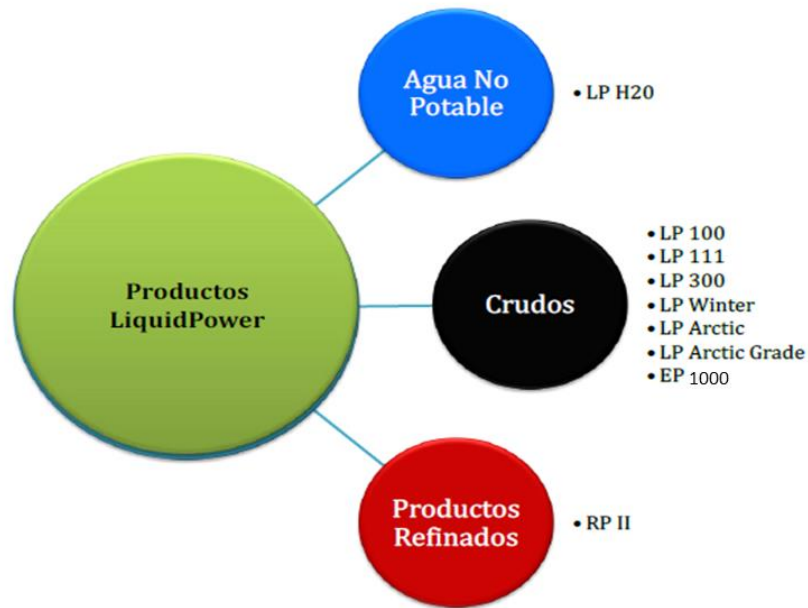 Agua No
Potable
• LP H20
Productos
LiquidPower
Crudos
• LP 100
• LP 111
• LP 300
• LP Winter
• LP Arctic
• LP Arctic Grade
• EP 1000
Productos
Refinados
• RP II